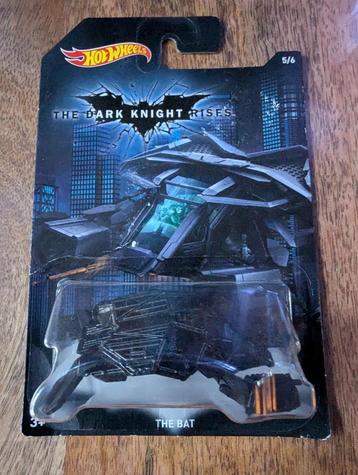 Hot Wheels
5/6
THE DARK KNIGHT RISES
3+
THE BAT